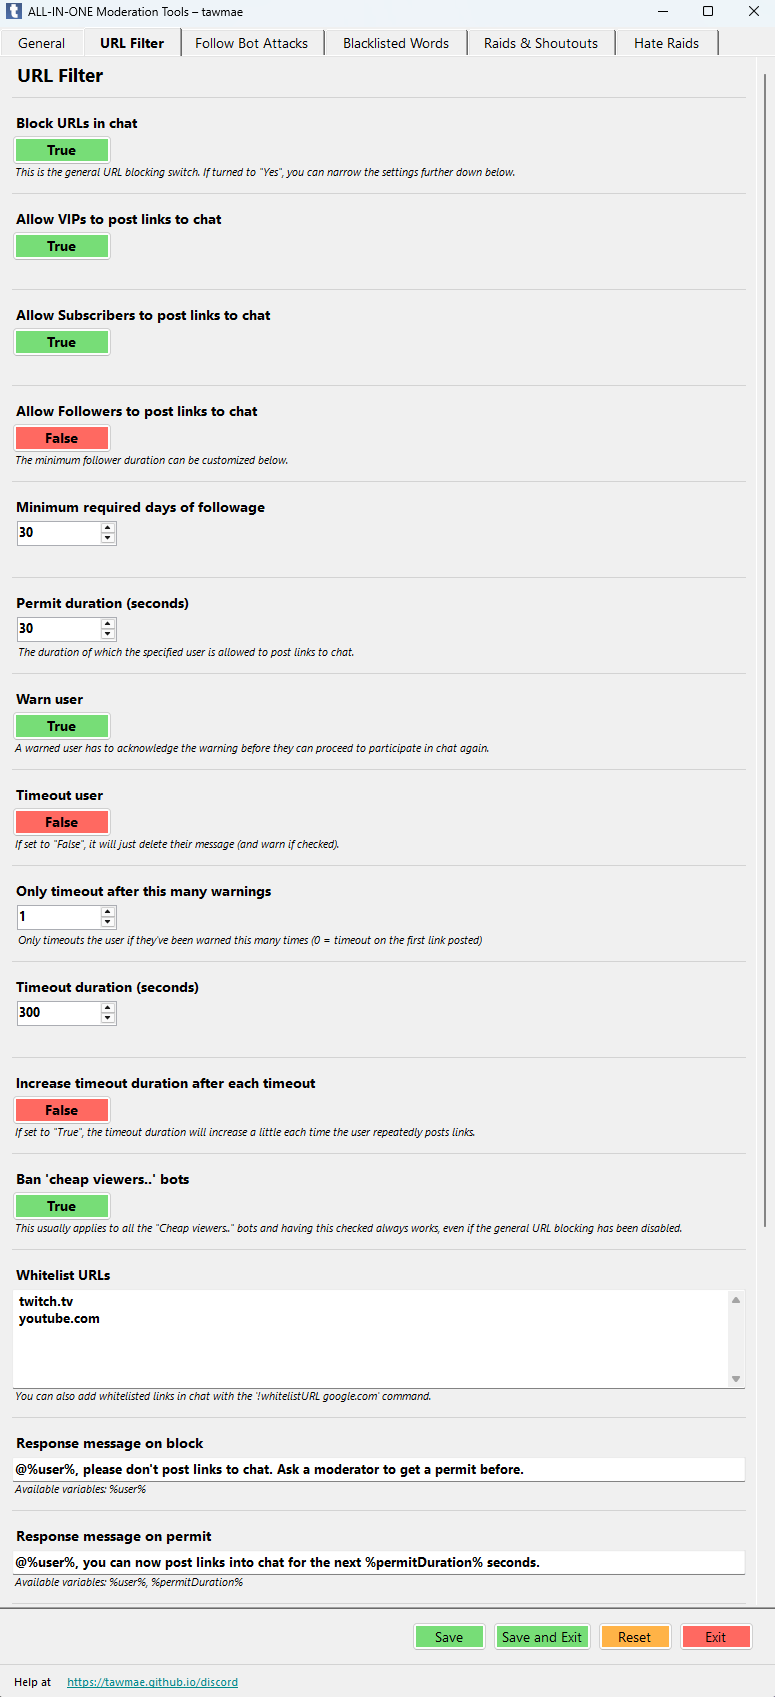 ALL-IN-ONE Moderation Tools – tawmae
General URL Filter Follow Bot Attacks Blacklisted Words Raids & Shoutouts Hate Raids
URL Filter
Block URLs in chat
True
This is the general URL blocking switch. If turned to "Yes", you can narrow the settings further down below.
Allow VIPs to post links to chat
True
Allow Subscribers to post links to chat
True
Allow Followers to post links to chat
False
The minimum follower duration can be customized below.
Minimum required days of followage
30
Permit duration (seconds)
30
The duration of which the specified user is allowed to post links to chat.
Warn user
True
A warned user has to acknowledge the warning before they can proceed to participate in chat again.
Timeout user
False
If set to "False", it will just delete their message (and warn if checked).
Only timeout after this many warnings
1
Only timeouts the user if they've been warned this many times (0 = timeout on the first link posted)
Timeout duration (seconds)
300
Increase timeout duration after each timeout
False
If set to "True", the timeout duration will increase a little each time the user repeatedly posts links.
Ban 'cheap viewers..' bots
True
This usually applies to all the "Cheap viewers.." bots and having this checked always works, even if the general URL blocking has been disabled.
Whitelist URLs
twitch.tv
youtube.com
You can also add whitelisted links in chat with the '!whitelistURL google.com' command.
Response message on block
@%user%, please don't post links to chat. Ask a moderator to get a permit before.
Available variables: %user%
Response message on permit
@%user%, you can now post links into chat for the next %permitDuration% seconds.
Available variables: %user%, %permitDuration%
Save Save and Exit Reset Exit
Help at https://tawmae.github.io/discord